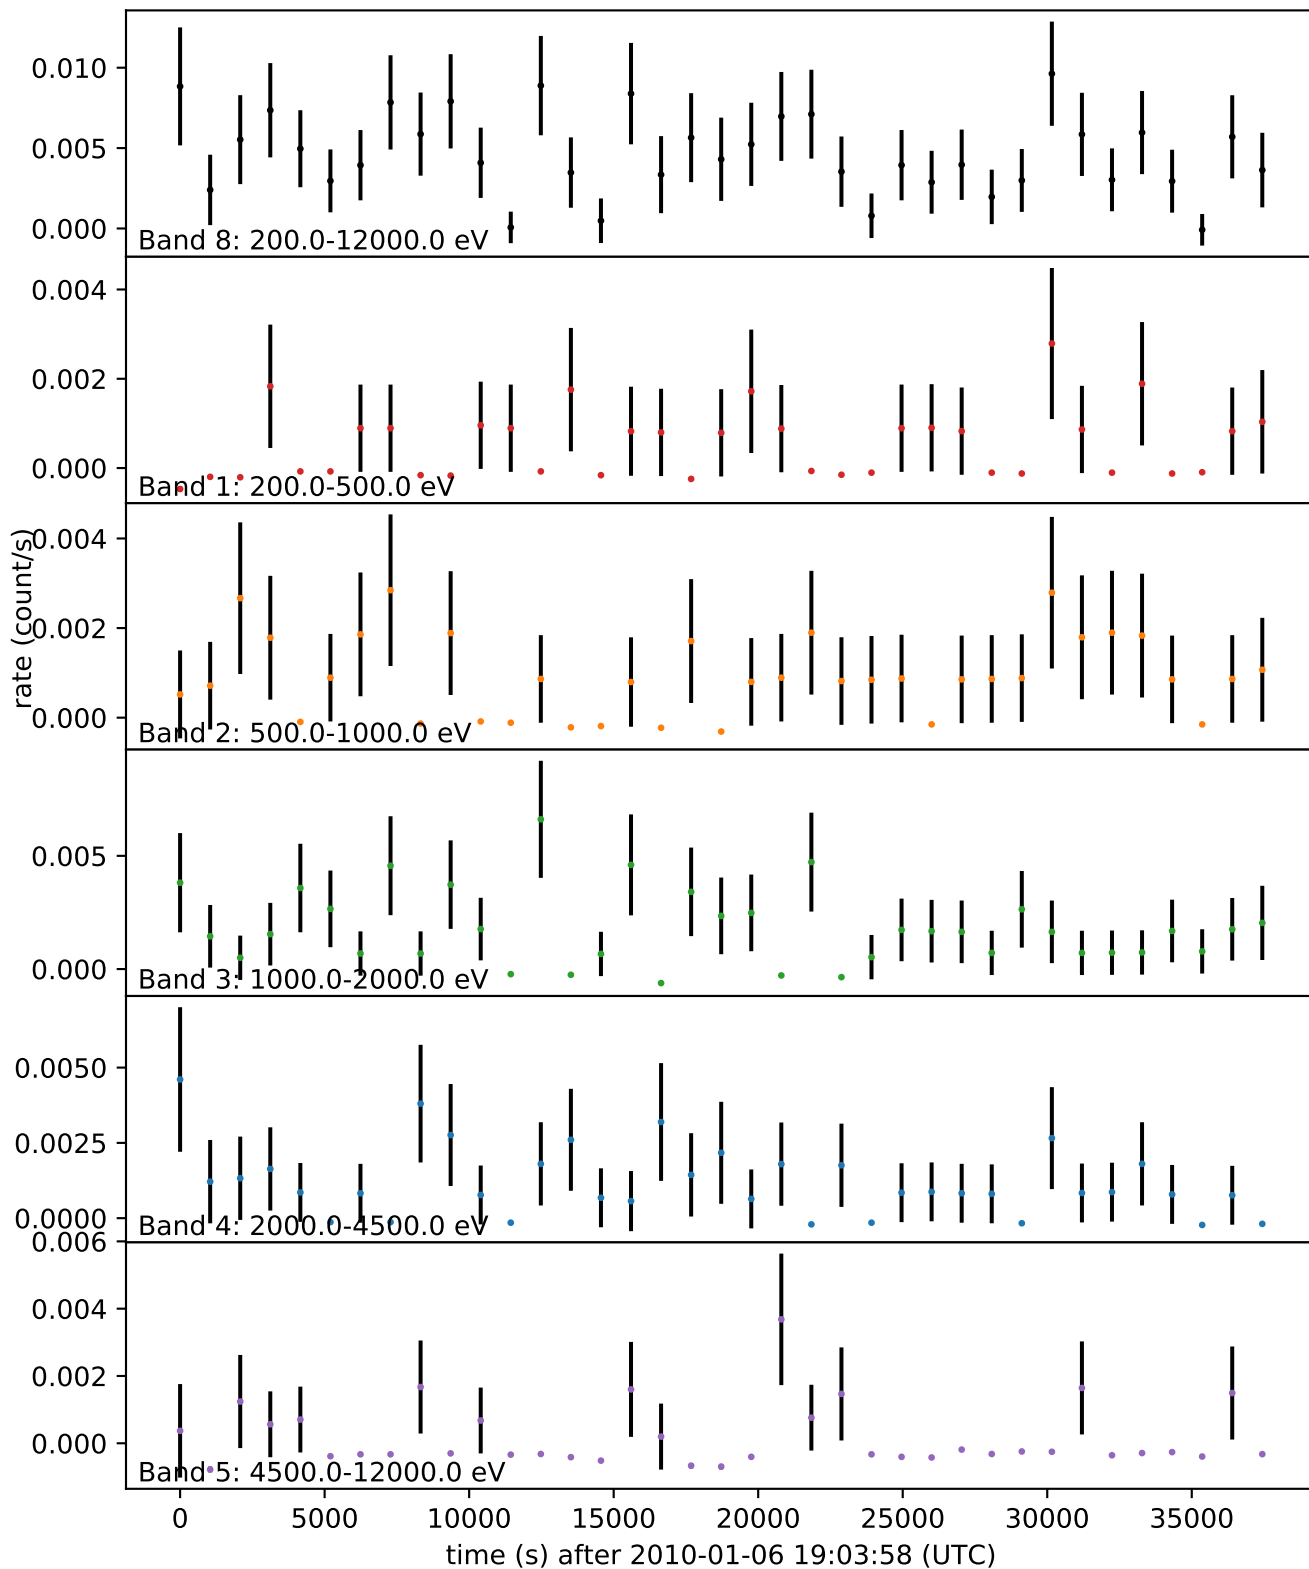 0.010
0.005
0.000
Band 8: 200.0-12000.0 eV
0.004
0.002
0.000
Band 1: 200.0-500.0 eV
rate (count/s)
0.004
0.002
0.000
Band 2: 500.0-1000.0 eV
0.005
0.000
Band 3: 1000.0-2000.0 eV
0.0050
0.0025
0.0000
Band 4: 2000.0-4500.0 eV
0.006
0.004
0.002
0.000
Band 5: 4500.0-12000.0 eV
0 5000 10000 15000 20000 25000 30000 35000
time (s) after 2010-01-06 19:03:58 (UTC)